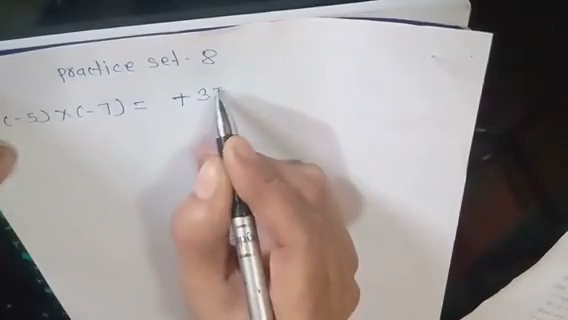 Practice set - 8
(-5) × (-7) = + 3